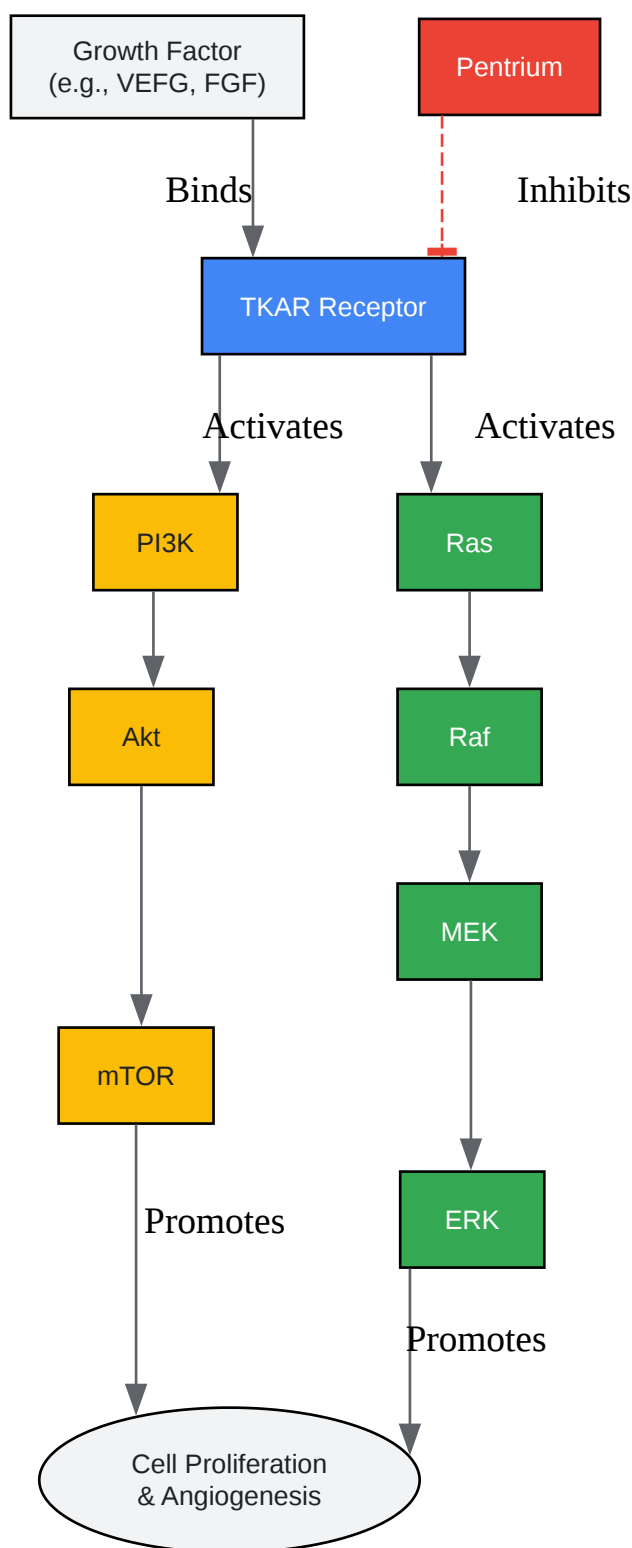 Growth Factor
(e.g., VEFG, FGF)
Pentrium
Binds
Inhibits
TKAR Receptor
Activates
Activates
PI3K
Ras
Akt
Raf
MEK
mTOR
ERK
Promotes
Promotes
Cell Proliferation
& Angiogenesis